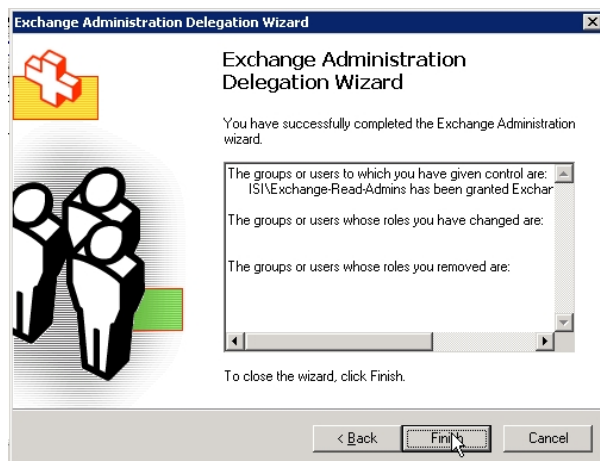 Exchange Administration Delegation Wizard
Exchange Administration
Delegation Wizard
You have successfully completed the Exchange Administration
wizard.
The groups or users to which you have given control are:
ISI\Exchange-Read-Admins has been granted Exchar
The groups or users whose roles you have changed are:
The groups or users whose roles you removed are:
To close the wizard, click Finish.
< Back Finish Cancel